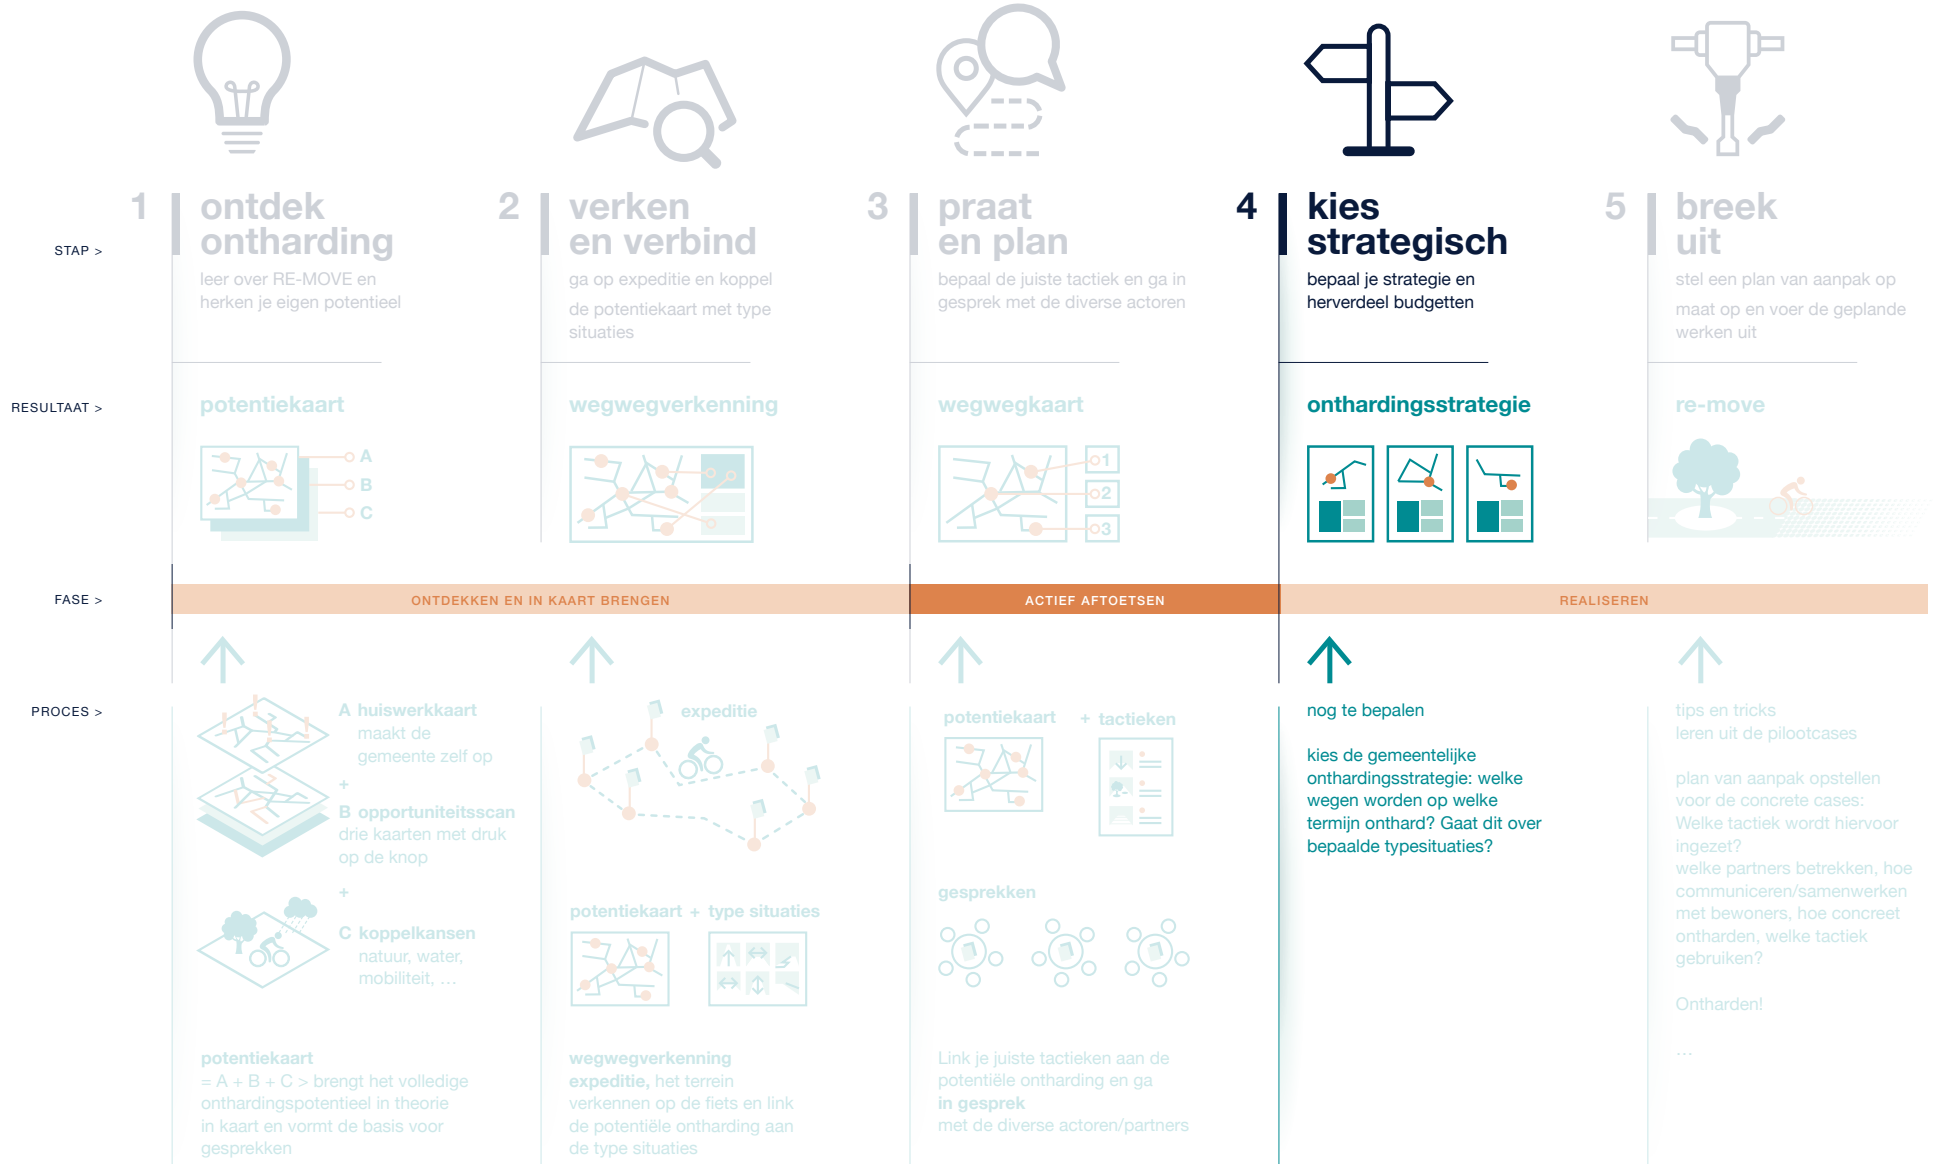 1
ontdek
ontharding
leer over RE-MOVE en
herken je eigen potentieel
2
verken
en verbind
ga op expeditie en koppel
de potentiekaart met type
situaties
3
praat
en plan
bepaal de juiste tactiek en ga in
gesprek met de diverse actoren
4
kies
strategisch
bepaal je strategie en
herverdeel budgetten
5
breek
uit
stel een plan van aanpak op
maat op en voer de geplande
werken uit
STAP >
RESULTAAT >
potentiekaart
A
B
C
wegwegverkenning
wegwegkaart
1
2
3
onthardingsstrategie
re-move
FASE >
ONTDEKKEN EN IN KAART BRENGEN
ACTIEF AFTOETSEN
REALISEREN
PROCES >
A huiswerkkaart
maakt de
gemeente zelf op
+
B opportuniteitsscan
drie kaarten met druk
op de knop
+
C koppelkansen
natuur, water,
mobiliteit, ...
potentiekaart
= A + B + C > brengt het volledige
onthardingspotentieel in theorie
in kaart en vormt de basis voor
gesprekken
expeditie
potentiekaart + type situaties
wegwegverkenning
expeditie, het terrein
verkennen op de fiets en link
de potentiële ontharding aan
de type situaties
potentiekaart + tactieken
gesprekken
Link je juiste tactieken aan de
potentiële ontharding en ga
in gesprek
met de diverse actoren/partners
nog te bepalen
kies de gemeentelijke
onthardingsstrategie: welke
wegen worden op welke
termijn onthard? Gaat dit over
bepaalde typesituaties?
tips en tricks
leren uit de pilootcases
plan van aanpak opstellen
voor de concrete cases:
Welke tactiek wordt hiervoor
ingezet?
welke partners betrekken, hoe
communiceren/samenwerken
met bewoners, hoe concreet
ontharden, welke tactiek
gebruiken?
Ontharden!
...